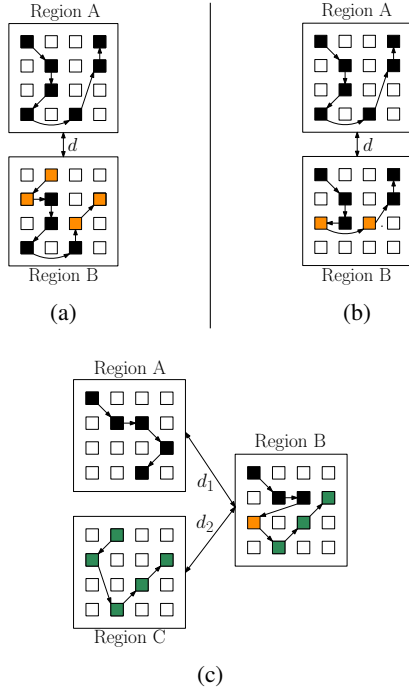 Region A
d
Region B
(a)
Region A
d
Region B
(b)
Region A
Region B
d1
d2
Region C
(c)